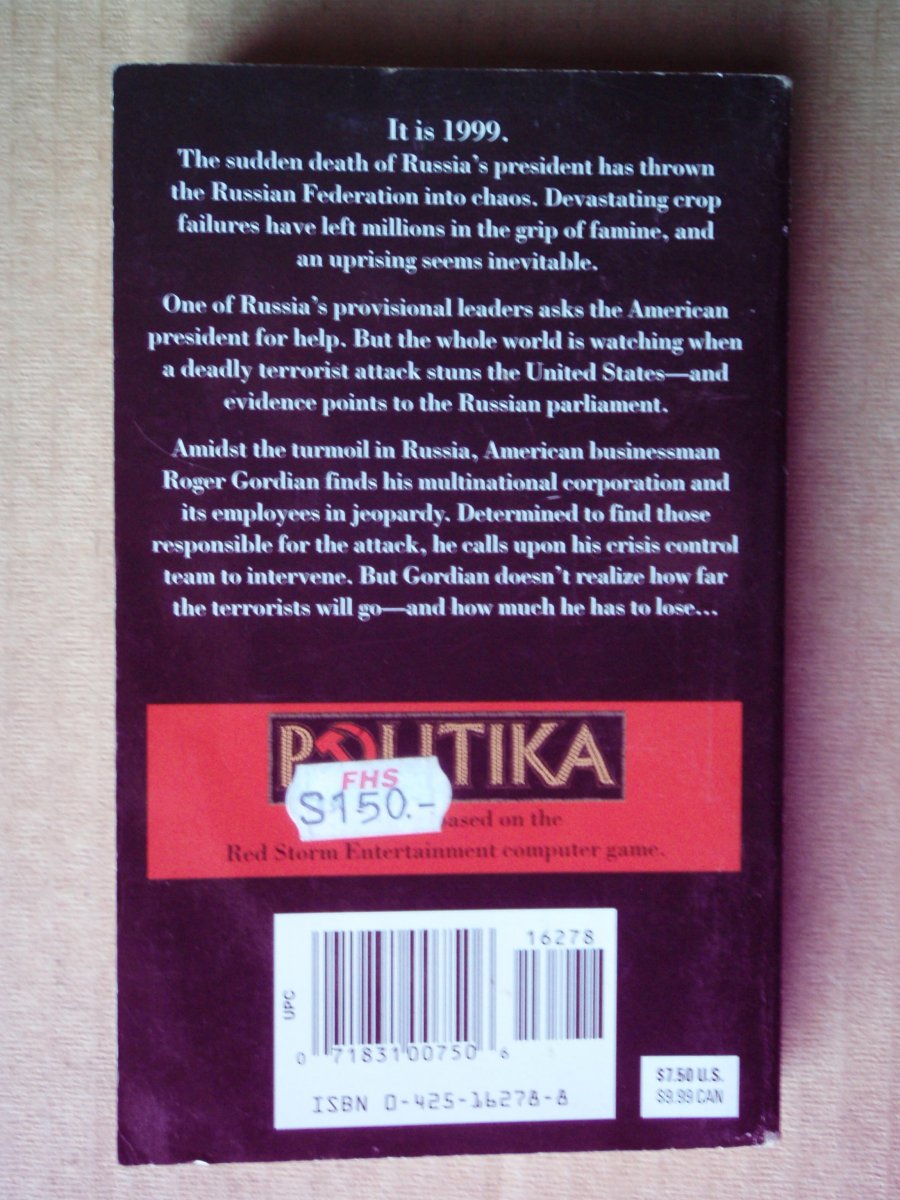 It is 1999.
The sudden death of Russia's president has thrown
the Russian Federation into chaos. Devastating crop
failures have left millions in the grip of famine, and
an uprising seems inevitable.
One of Russia's provisional leaders asks the American
president for help. But the whole world is watching when
a deadly terrorist attack stuns the United States—and
evidence points to the Russian parliament.
Amidst the turmoil in Russia, American businessman
Roger Gordian finds his multinational corporation and
its employees in jeopardy. Determined to find those
responsible for the attack, he calls upon his crisis control
team to intervene. But Gordian doesn't realize how far
the terrorists will go—and how much he has to lose...
POLITIKA
FHS
S150.-
based on the
Red Storm Entertainment computer game.
16278
UPC
0 71831 00750 6
ISBN 0-425-16278-8
$7.50 U.S.
$9.99 CAN